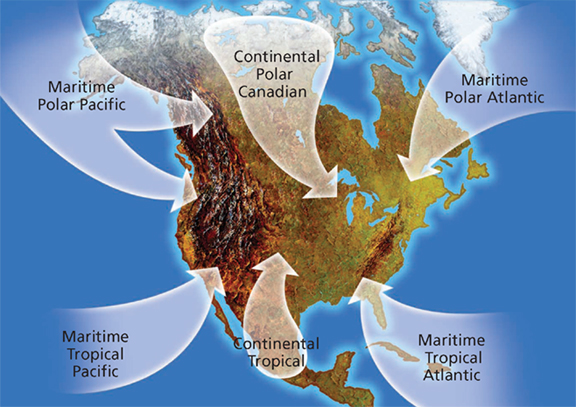 Continental
Polar
Canadian
Maritime
Polar Pacific
Maritime
Polar Atlantic
Maritime
Tropical
Pacific
Continental
Tropical
Maritime
Tropical
Atlantic